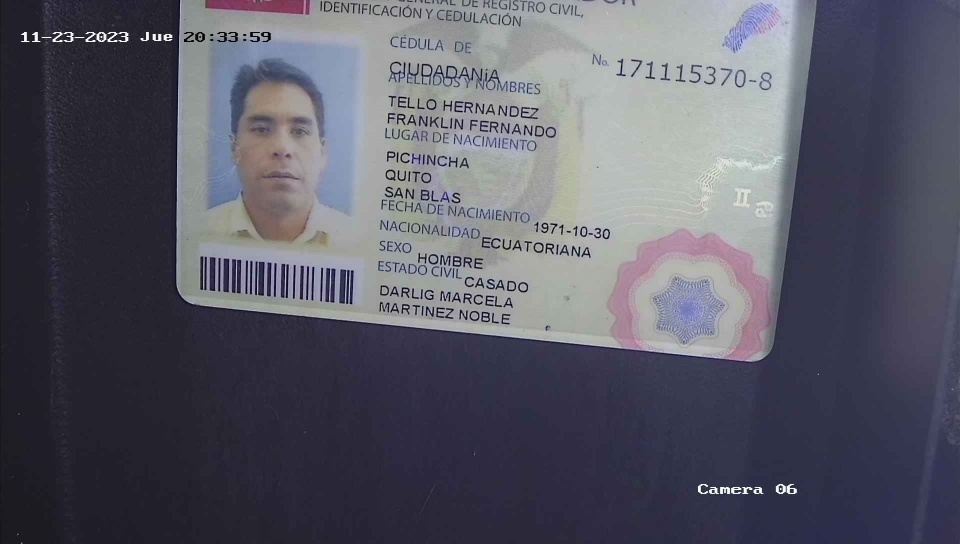 GENERAL DE REGISTRO CIVIL,
IDENTIFICACIÓN Y CEDULACIÓN
11-23-2023 Jue 20:33:59
CÉDULA DE
CIUDADANíA
No. 171115370-8
APELLIDOS Y NOMBRES
TELLO HERNANDEZ
FRANKLIN FERNANDO
LUGAR DE NACIMIENTO
PICHINCHA
QUITO
SAN BLAS
FECHA DE NACIMIENTO 1971-10-30
NACIONALIDAD ECUATORIANA
SEXO HOMBRE
ESTADO CIVIL CASADO
DARLIG MARCELA
MARTINEZ NOBLE
Camera 06